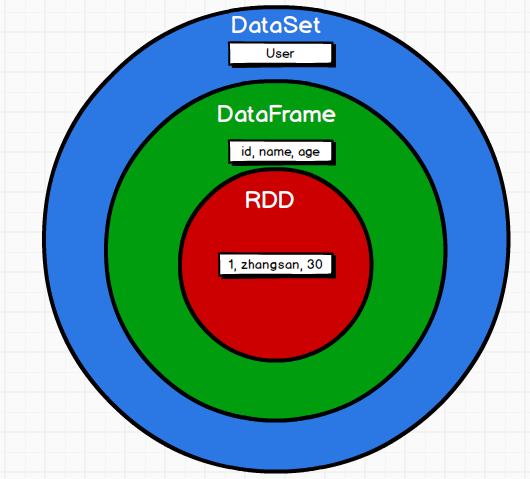 DataSet
User
DataFrame
id, name, age
RDD
1, zhangsan, 30